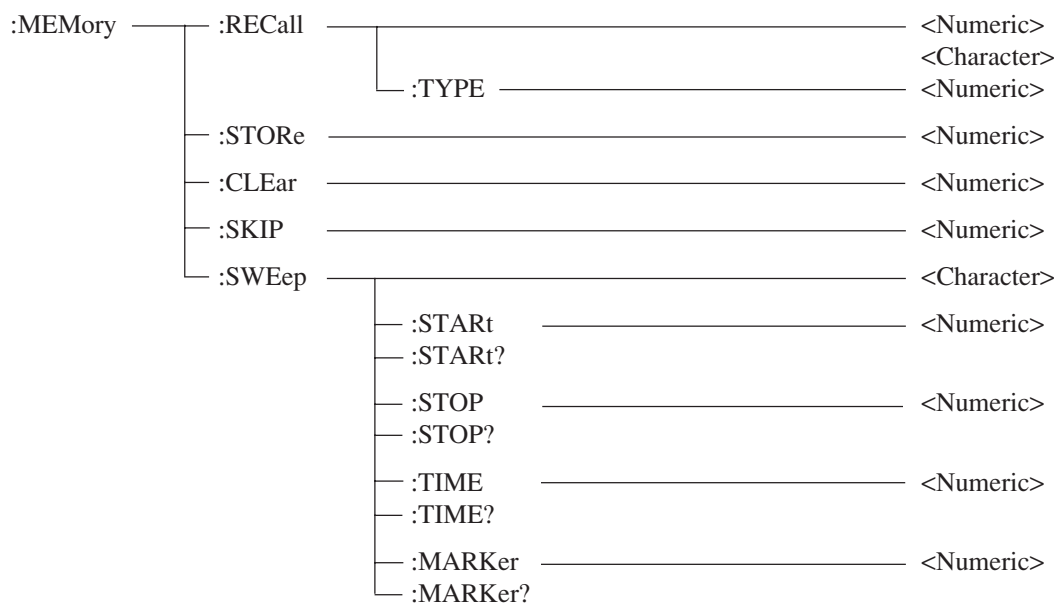 :MEMory :RECall <Numeric>
<Character>
:TYPE <Numeric>
:STORe <Numeric>
:CLEar <Numeric>
:SKIP <Numeric>
:SWEep <Character>
:STARt <Numeric>
:STARt?
:STOP <Numeric>
:STOP?
:TIME <Numeric>
:TIME?
:MARKer <Numeric>
:MARKer?